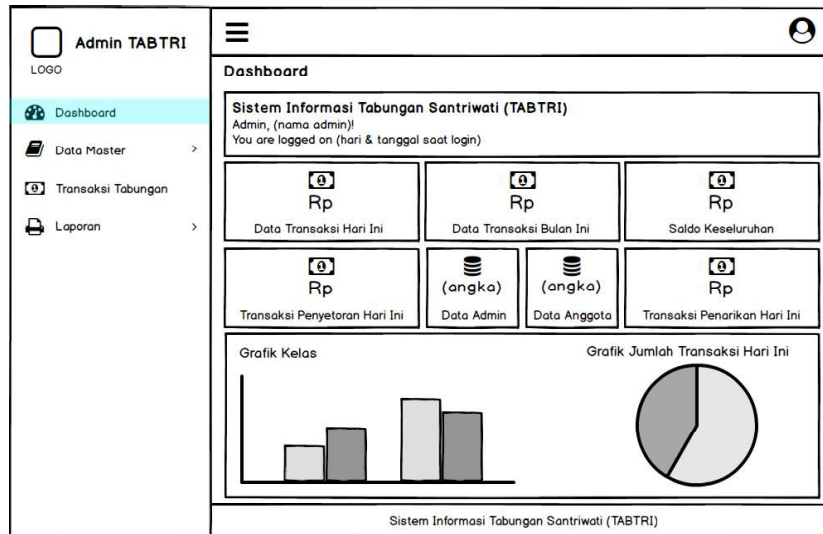 Admin TABTRI
LOGO
Dashboard
Data Master
Transaksi Tabungan
Laporan
Dashboard
Sistem Informasi Tabungan Santriwati (TABTRI)
Admin, (nama admin)!
You are logged on (hari & tanggal saat login)
Rp
Data Transaksi Hari Ini
Rp
Data Transaksi Bulan Ini
Rp
Saldo Keseluruhan
Rp
Transaksi Penyetoran Hari Ini
(angka)
Data Admin
(angka)
Data Anggota
Rp
Transaksi Penarikan Hari Ini
Grafik Kelas
Grafik Jumlah Transaksi Hari Ini
Sistem Informasi Tabungan Santriwati (TABTRI)